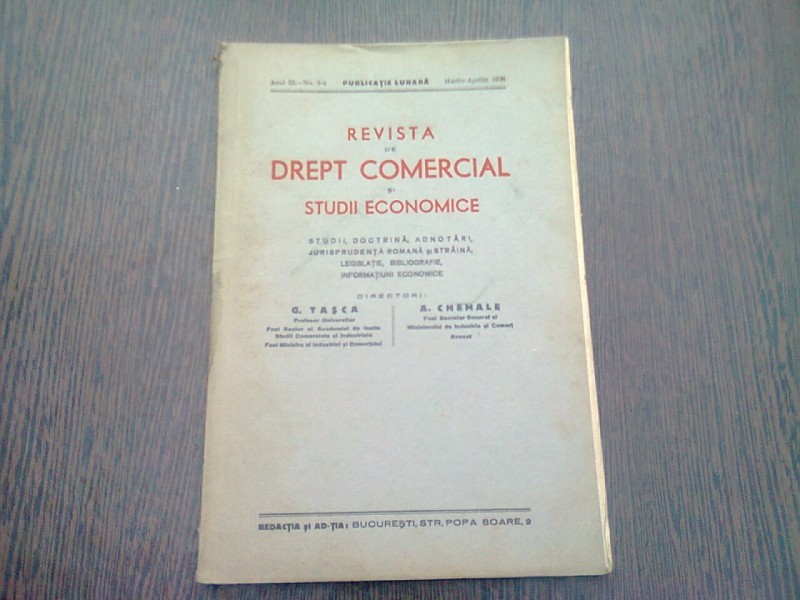 Anul III.—No. 3-4 PUBLICAȚIE LUNARĂ Martie-Aprilie 1936
REVISTA
DE
DREPT COMERCIAL
ȘI
STUDII ECONOMICE
STUDII, DOCTRINĂ, ADNOTĂRI,
JURISPRUDENȚĂ ROMANĂ și STRĂINĂ,
LEGISLAȚIE, BIBLIOGRAFIE,
INFORMAȚIUNI ECONOMICE
DIRECTORI:
G. TAȘCA
Profesor Universitar
Fost Rector al Academiei de Inalte
Studii Comerciale și Industriale
Fost Ministru al Industriei și Comerțului
A. CHEMALE
Fost Secretar General al
Ministerului de Industrie și Comerț
Avocat
REDACȚIA și AD-ȚIA: BUCUREȘTI, STR. POPA SOARE, 2